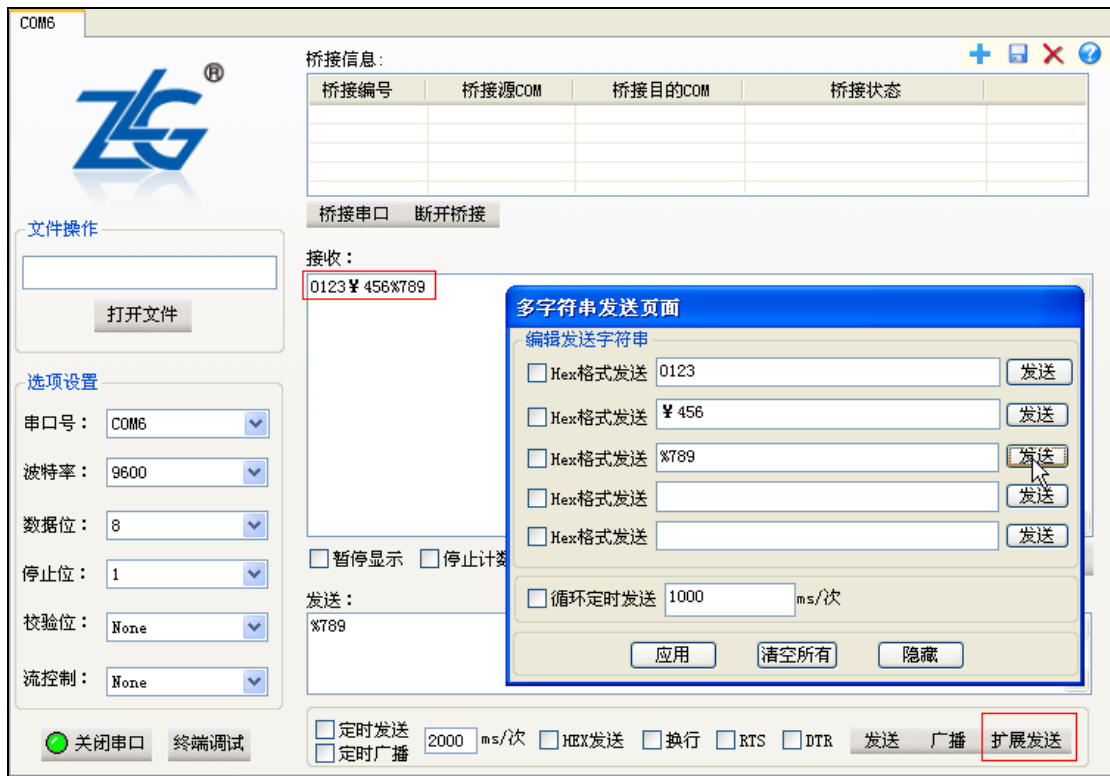 COM6
ZLG ®
桥接信息:
桥接编号 桥接源COM 桥接目的COM 桥接状态
桥接串口 断开桥接
文件操作
打开文件
选项设置
串口号： COM6
波特率： 9600
数据位： 8
停止位： 1
校验位： None
流控制： None
关闭串口 终端调试
接收：
0123¥ 456%789
暂停显示 停止计数
发送：
%789
多字符串发送页面
编辑发送字符串
Hex格式发送 0123 发送
Hex格式发送 ¥ 456 发送
Hex格式发送 %789 发送
Hex格式发送 发送
Hex格式发送 发送
循环定时发送 1000 ms/次
应用 清空所有 隐藏
定时发送
定时广播
2000 ms/次 HEX发送 换行 RTS DTR 发送 广播 扩展发送